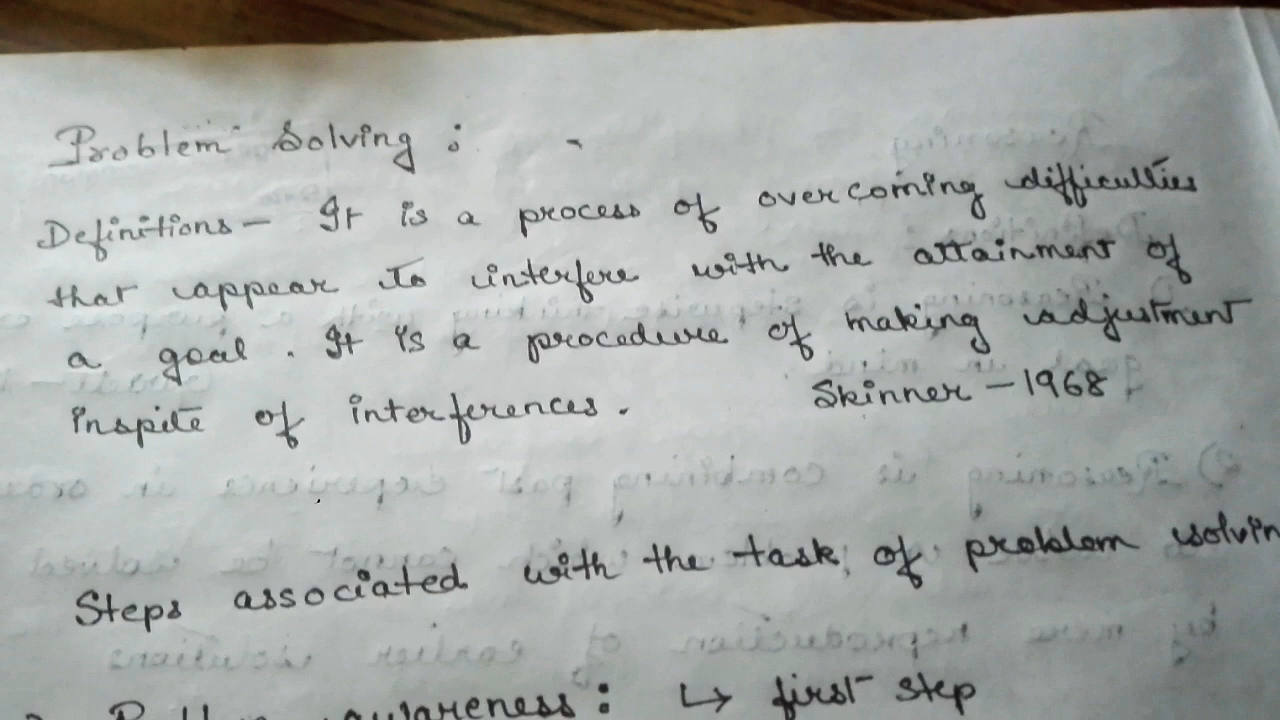 Problem Solving : -
Definitions - It is a process of overcoming difficulties
that appear to interfere with the attainment of
a goal. It is a procedure of making adjustment
inspite of interferences. Skinner - 1968
Steps associated with the task of problem solvin
awareness : ↳ first step